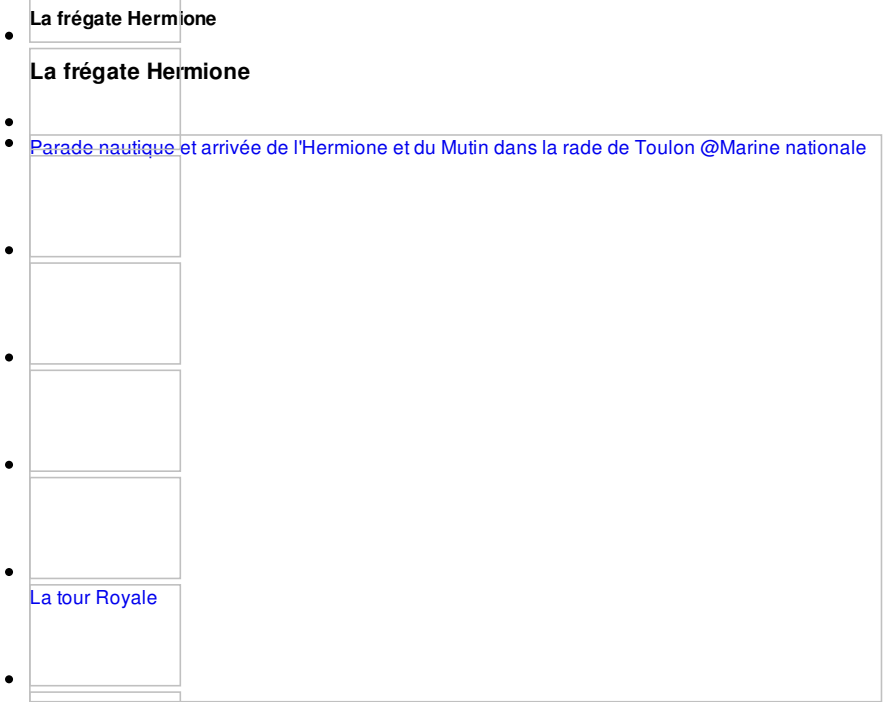 La frégate Hermione
La frégate Hermione
Parade nautique et arrivée de l'Hermione et du Mutin dans la rade de Toulon @Marine nationale
La tour Royale